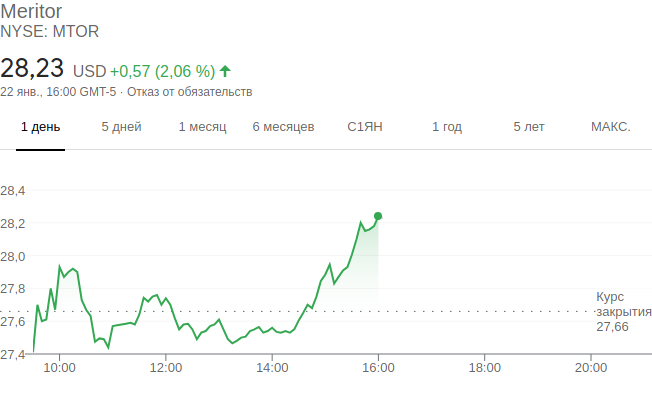 Meritor
NYSE: MTOR
28,23 USD +0,57 (2,06 %)
22 янв., 16:00 GMT-5 · Отказ от обязательств
1 день 5 дней 1 месяц 6 месяцев С1ЯН 1 год 5 лет МАКС.
28,4
28,2
28,0
27,8
Курс
закрытия
27,6
27,66
27,4
10:00 12:00 14:00 16:00 18:00 20:00